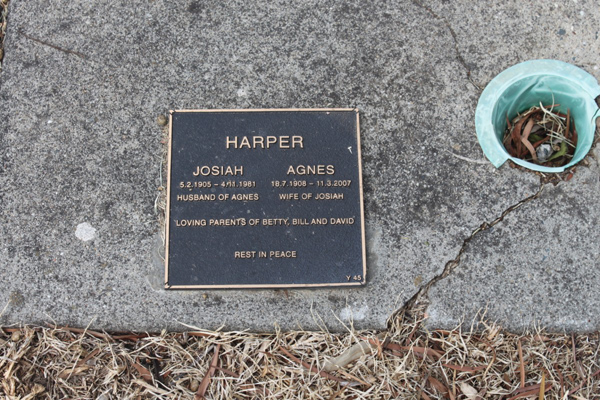 HARPER
JOSIAH AGNES
5.2.1905 – 4.11.1981 18.7.1908 – 11.3.2007
HUSBAND OF AGNES WIFE OF JOSIAH
LOVING PARENTS OF BETTY, BILL AND DAVID
REST IN PEACE
Y 45